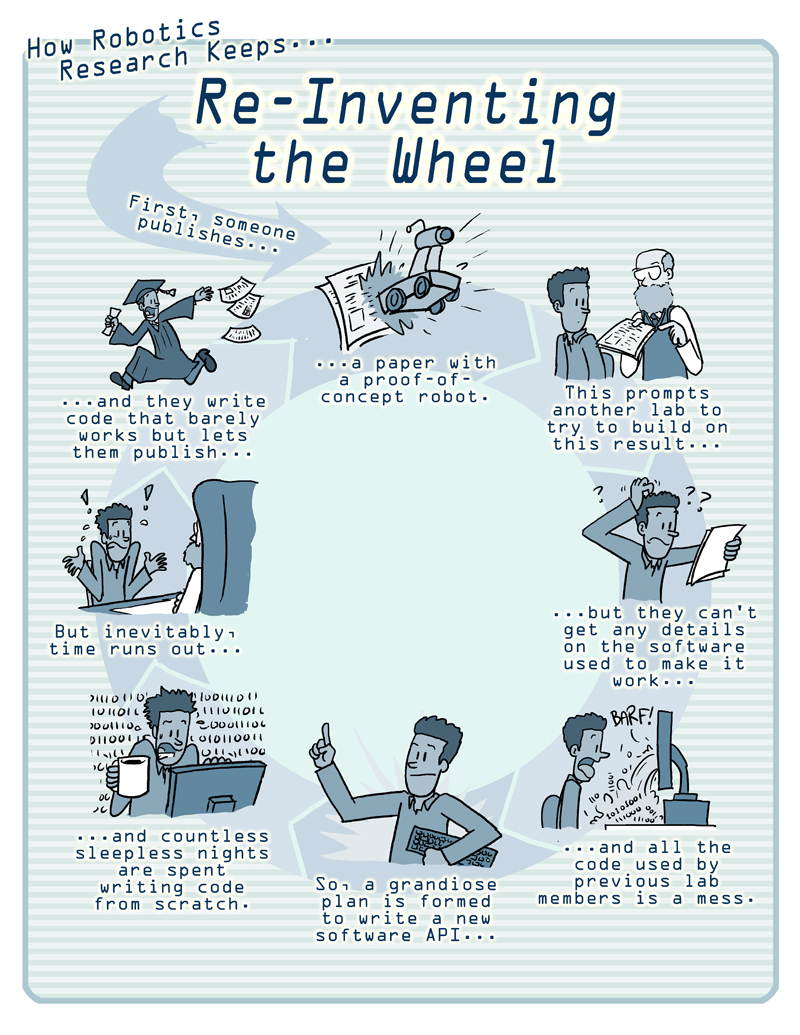 How Robotics
Research Keeps...
Re-Inventing
the Wheel
First, someone
publishes...
...a paper with
a proof-of-
concept robot.
This prompts
another lab to
try to build on
this result...
...but they can't
get any details
on the software
used to make it
work...
BARF!
...and all the
code used by
previous lab
members is a mess.
So, a grandiose
plan is formed
to write a new
software API...
...and countless
sleepless nights
are spent
writing code
from scratch.
But inevitably,
time runs out...
...and they write
code that barely
works but lets
them publish...